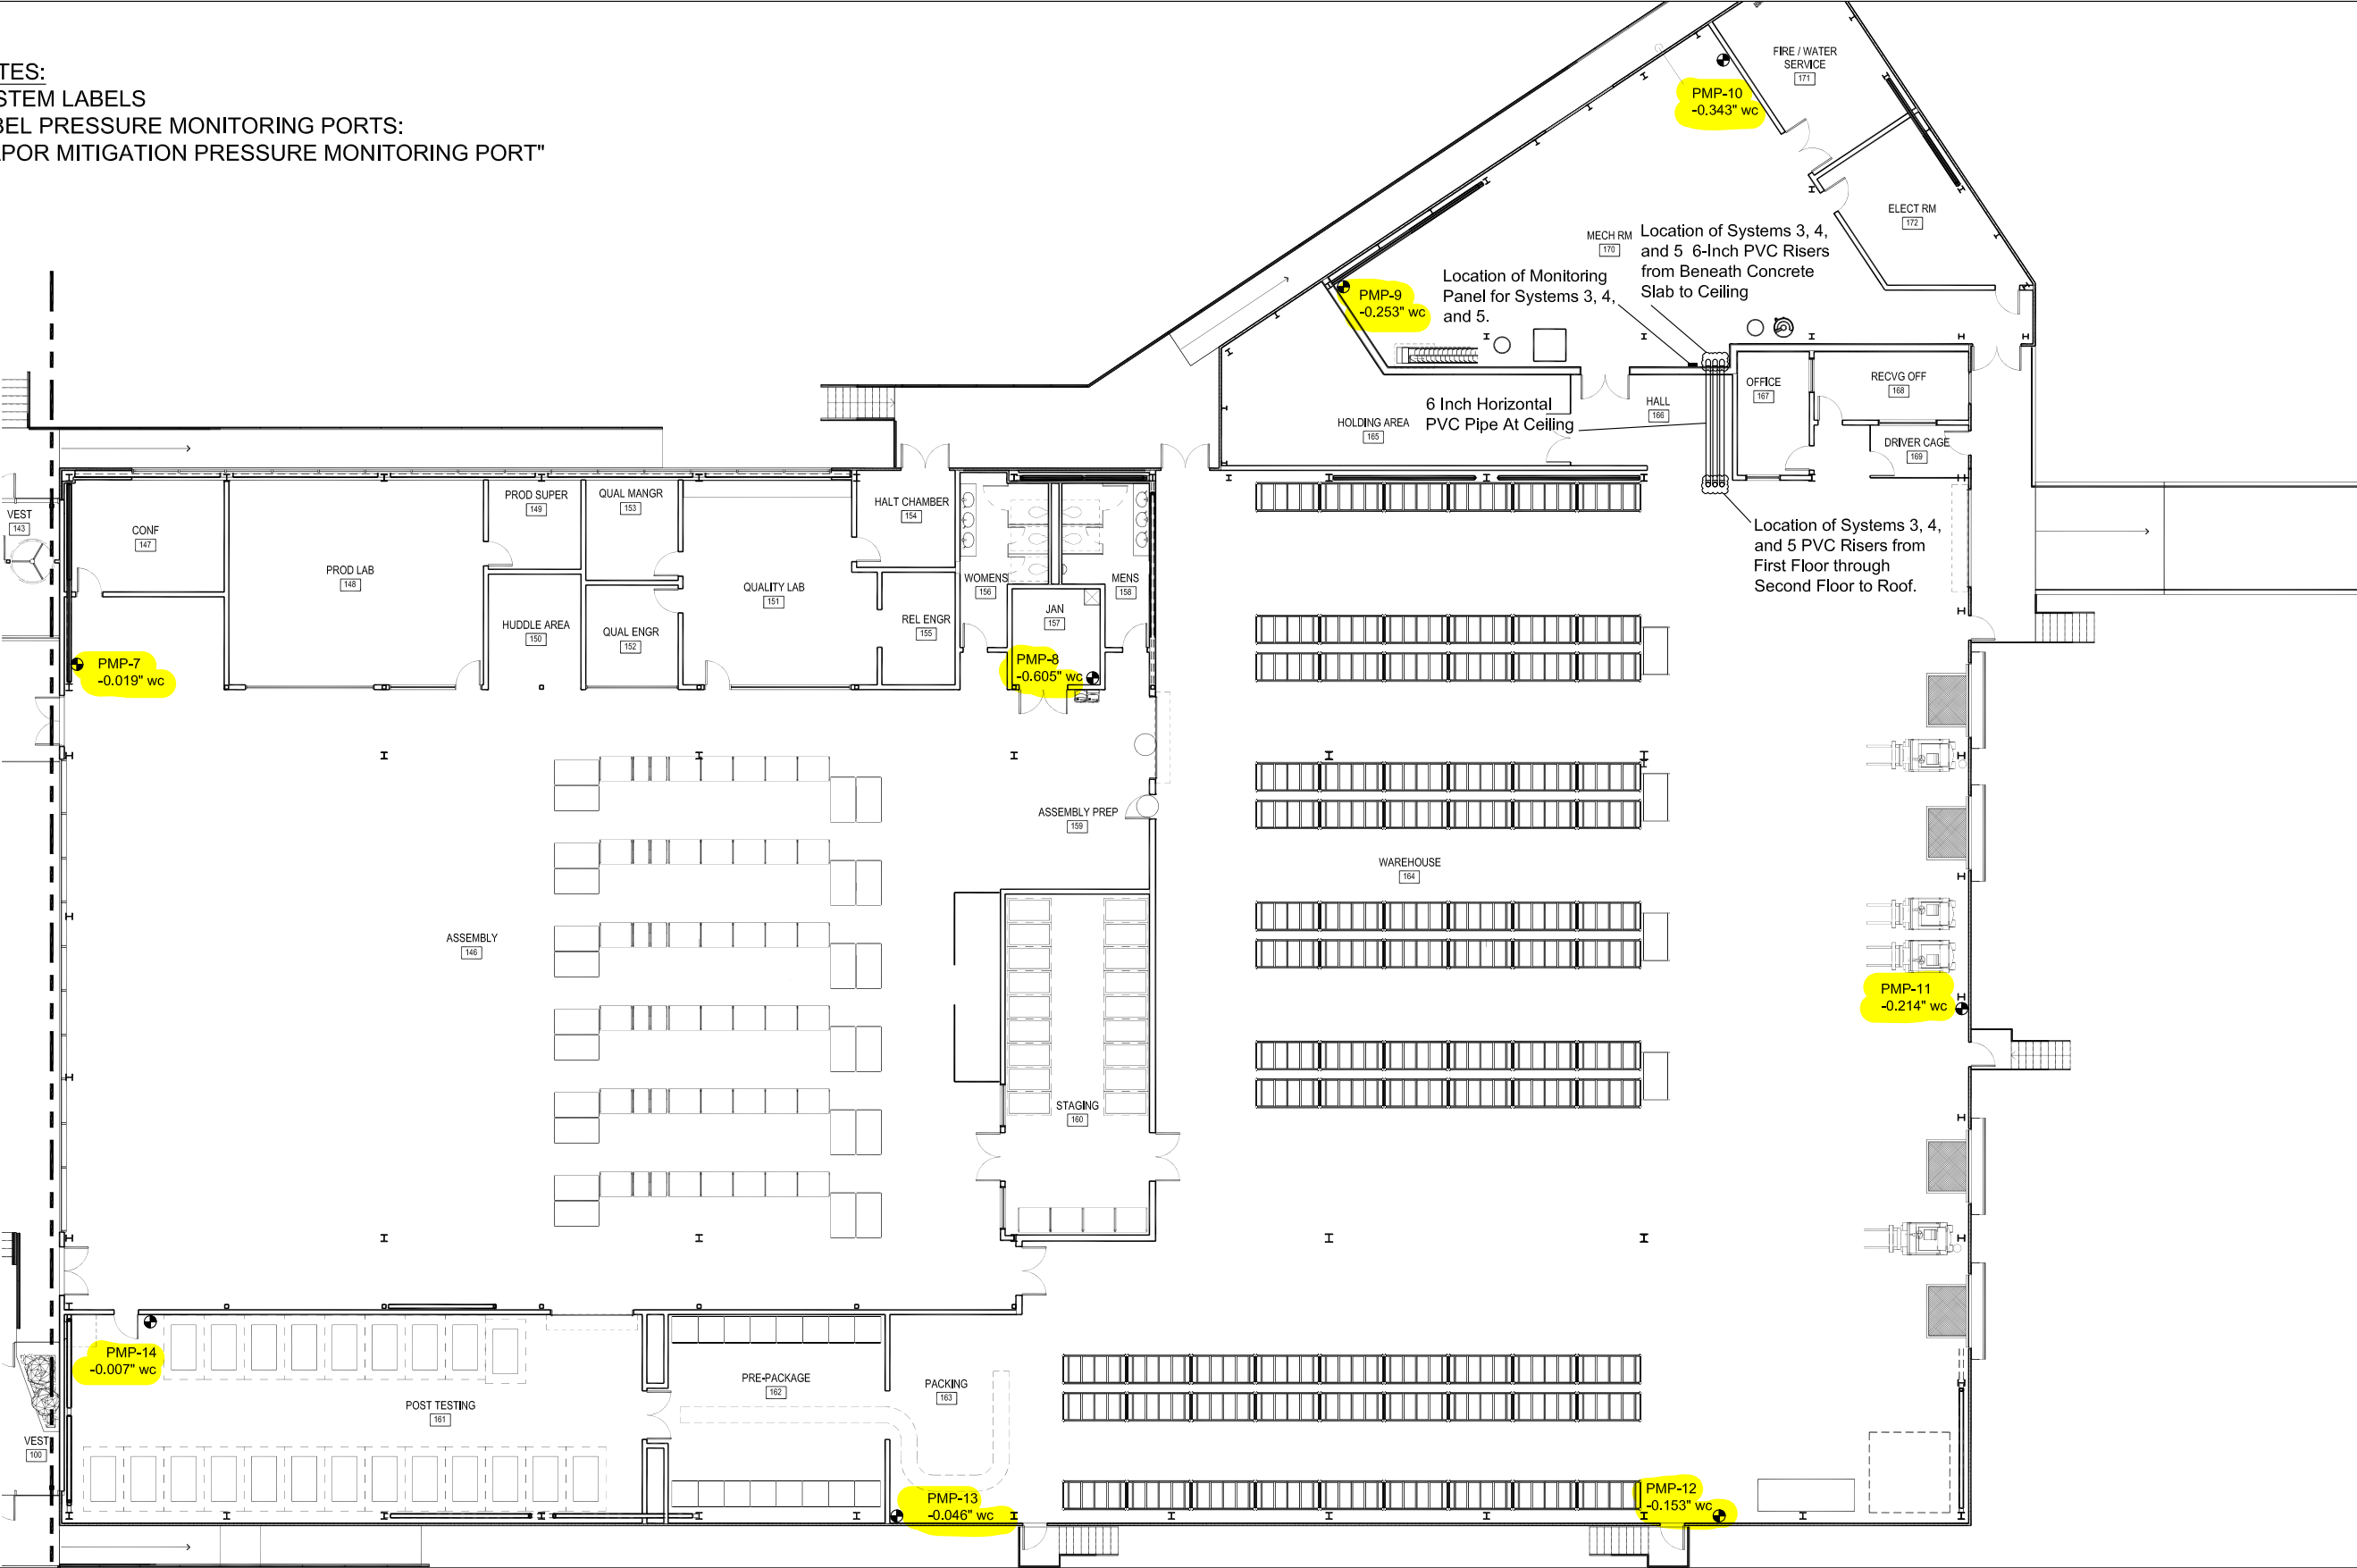 TES:
STEM LABELS
BEL PRESSURE MONITORING PORTS:
APOR MITIGATION PRESSURE MONITORING PORT"
FIRE / WATER
SERVICE
171
PMP-10
-0.343" wc
ELECT RM
172
MECH RM
170
Location of Systems 3, 4,
and 5 6-Inch PVC Risers
from Beneath Concrete
Slab to Ceiling
Location of Monitoring
Panel for Systems 3, 4,
and 5.
PMP-9
-0.253" wc
OFFICE
167
RECVG OFF
168
6 Inch Horizontal
PVC Pipe At Ceiling
HALL
166
HOLDING AREA
165
DRIVER CAGE
169
Location of Systems 3, 4,
and 5 PVC Risers from
First Floor through
Second Floor to Roof.
VEST
143
CONF
147
PROD LAB
148
PROD SUPER
149
QUAL MANGR
153
HALT CHAMBER
154
QUALITY LAB
151
WOMENS
156
MENS
158
JAN
157
HUDDLE AREA
150
QUAL ENGR
152
REL ENGR
155
PMP-7
-0.019" wc
PMP-8
-0.605" wc
ASSEMBLY PREP
159
WAREHOUSE
164
ASSEMBLY
146
PMP-11
-0.214" wc
STAGING
160
PMP-14
-0.007" wc
PRE-PACKAGE
162
PACKING
163
POST TESTING
161
VEST
100
PMP-13
-0.046" wc
PMP-12
-0.153" wc